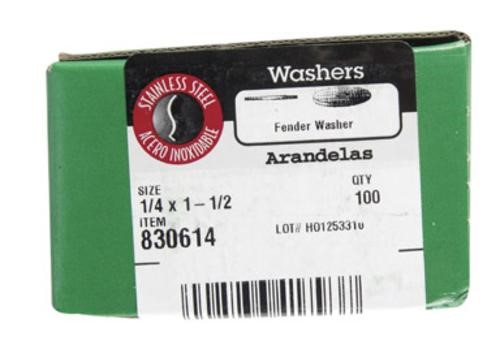 Washers
STAINLESS STEEL
ACERO INOXIDABLE
Fender Washer
Arandelas
SIZE
1/4 x 1-1/2
QTY
100
ITEM
830614
LOT# HO1253310